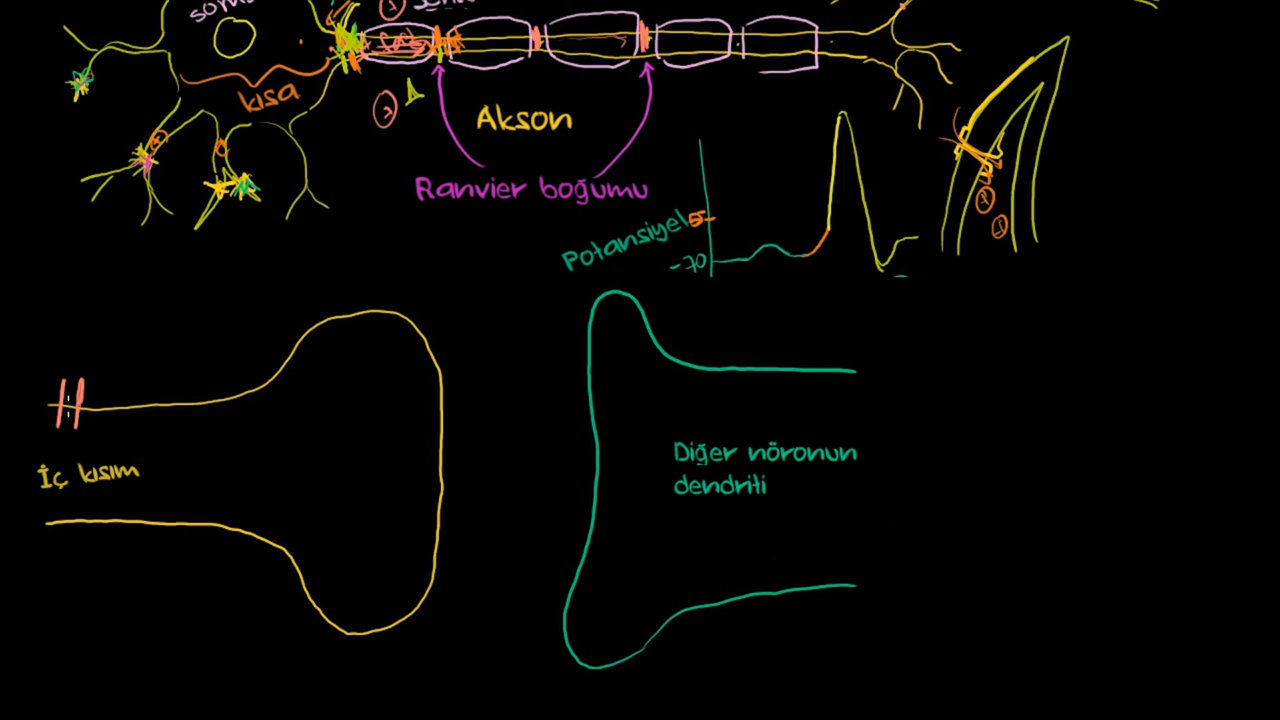 kısa
Akson
Ranvier boğumu
Potansiyel
-70
İç kısım
Diğer nöronun
dendriti